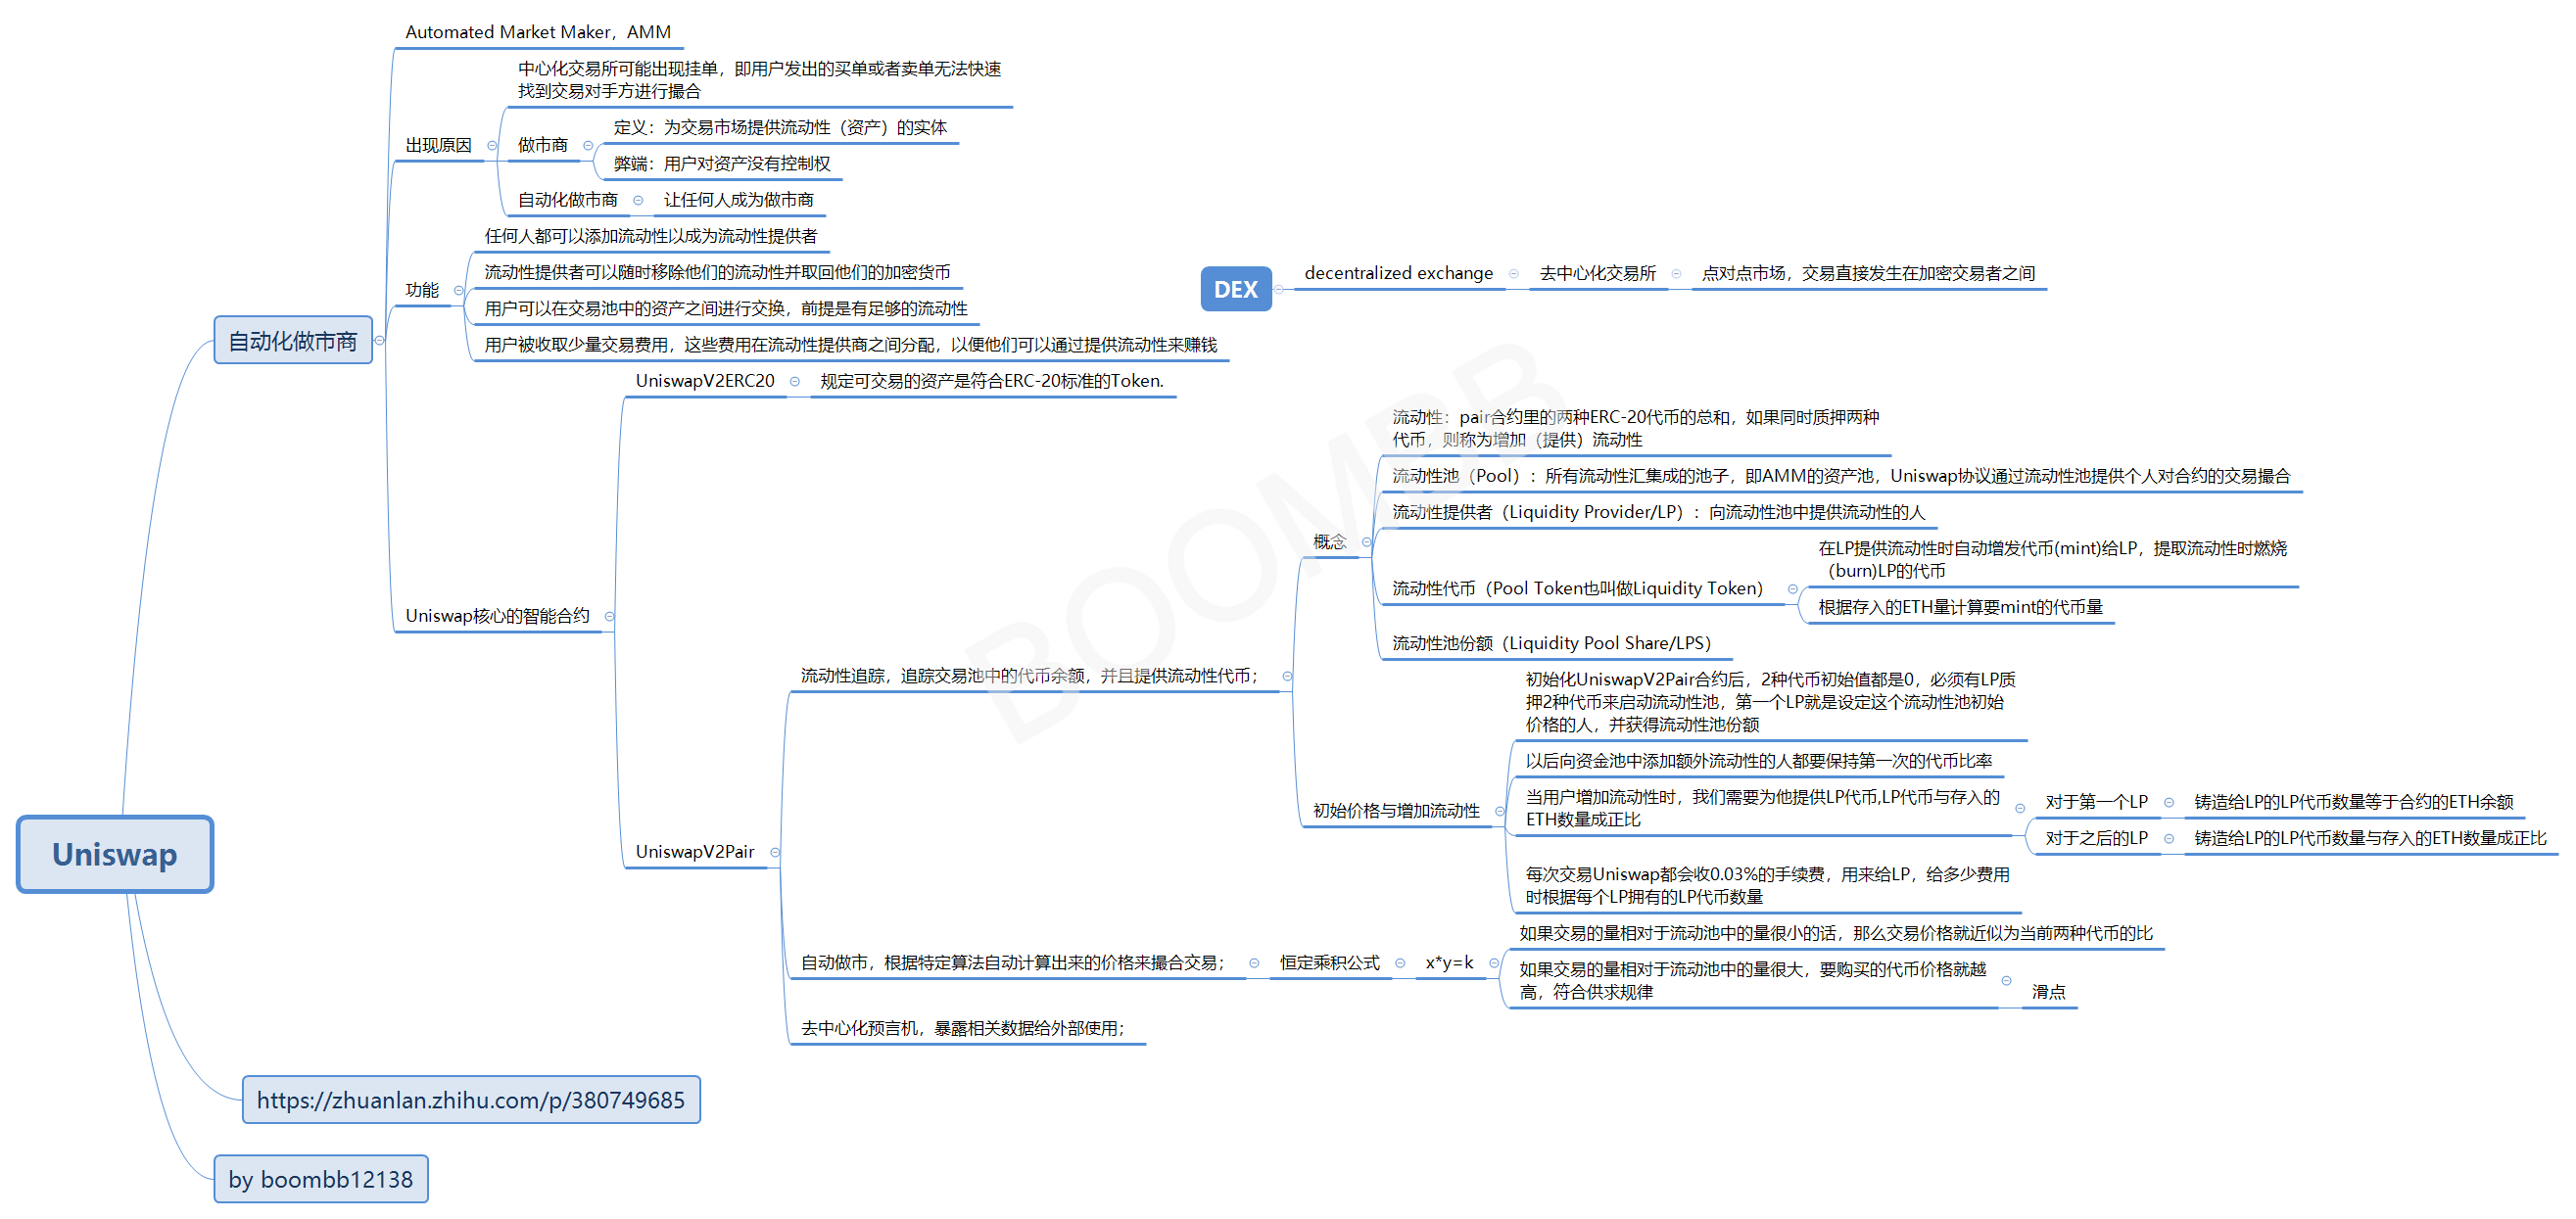 Automated Market Maker，AMM
中心化交易所可能出现挂单，即用户发出的买单或者卖单无法快速
找到交易对手方进行撮合
出现原因
做市商
定义：为交易市场提供流动性（资产）的实体
弊端：用户对资产没有控制权
自动化做市商
让任何人成为做市商
任何人都可以添加流动性以成为流动性提供者
流动性提供者可以随时移除他们的流动性并取回他们的加密货币
功能
用户可以在交易池中的资产之间进行交换，前提是有足够的流动性
用户被收取少量交易费用，这些费用在流动性提供商之间分配，以便他们可以通过提供流动性来赚钱
自动化做市商
DEX
decentralized exchange
去中心化交易所
点对点市场，交易直接发生在加密交易者之间
UniswapV2ERC20
规定可交易的资产是符合ERC-20标准的Token.
Uniswap核心的智能合约
流动性：pair合约里的两种ERC-20代币的总和，如果同时质押两种
代币，则称为增加（提供）流动性
流动性池（Pool）：所有流动性汇集成的池子，即AMM的资产池，Uniswap协议通过流动性池提供个人对合约的交易撮合
流动性提供者（Liquidity Provider/LP）：向流动性池中提供流动性的人
概念
流动性代币（Pool Token也叫做Liquidity Token）
在LP提供流动性时自动增发代币(mint)给LP，提取流动性时燃烧
（burn)LP的代币
根据存入的ETH量计算要mint的代币量
流动性池份额（Liquidity Pool Share/LPS）
流动性追踪，追踪交易池中的代币余额，并且提供流动性代币；
初始化UniswapV2Pair合约后，2种代币初始值都是0，必须有LP质
押2种代币来启动流动性池，第一个LP就是设定这个流动性池初始
价格的人，并获得流动性池份额
以后向资金池中添加额外流动性的人都要保持第一次的代币比率
初始价格与增加流动性
当用户增加流动性时，我们需要为他提供LP代币,LP代币与存入的
ETH数量成正比
对于第一个LP
铸造给LP的LP代币数量等于合约的ETH余额
对于之后的LP
铸造给LP的LP代币数量与存入的ETH数量成正比
每次交易Uniswap都会收0.03%的手续费，用来给LP，给多少费用
时根据每个LP拥有的LP代币数量
UniswapV2Pair
自动做市，根据特定算法自动计算出来的价格来撮合交易；
恒定乘积公式
x*y=k
如果交易的量相对于流动池中的量很小的话，那么交易价格就近似为当前两种代币的比
如果交易的量相对于流动池中的量很大，要购买的代币价格就越
高，符合供求规律
滑点
去中心化预言机，暴露相关数据给外部使用；
Uniswap
https://zhuanlan.zhihu.com/p/380749685
by boombb12138
BOOMBB